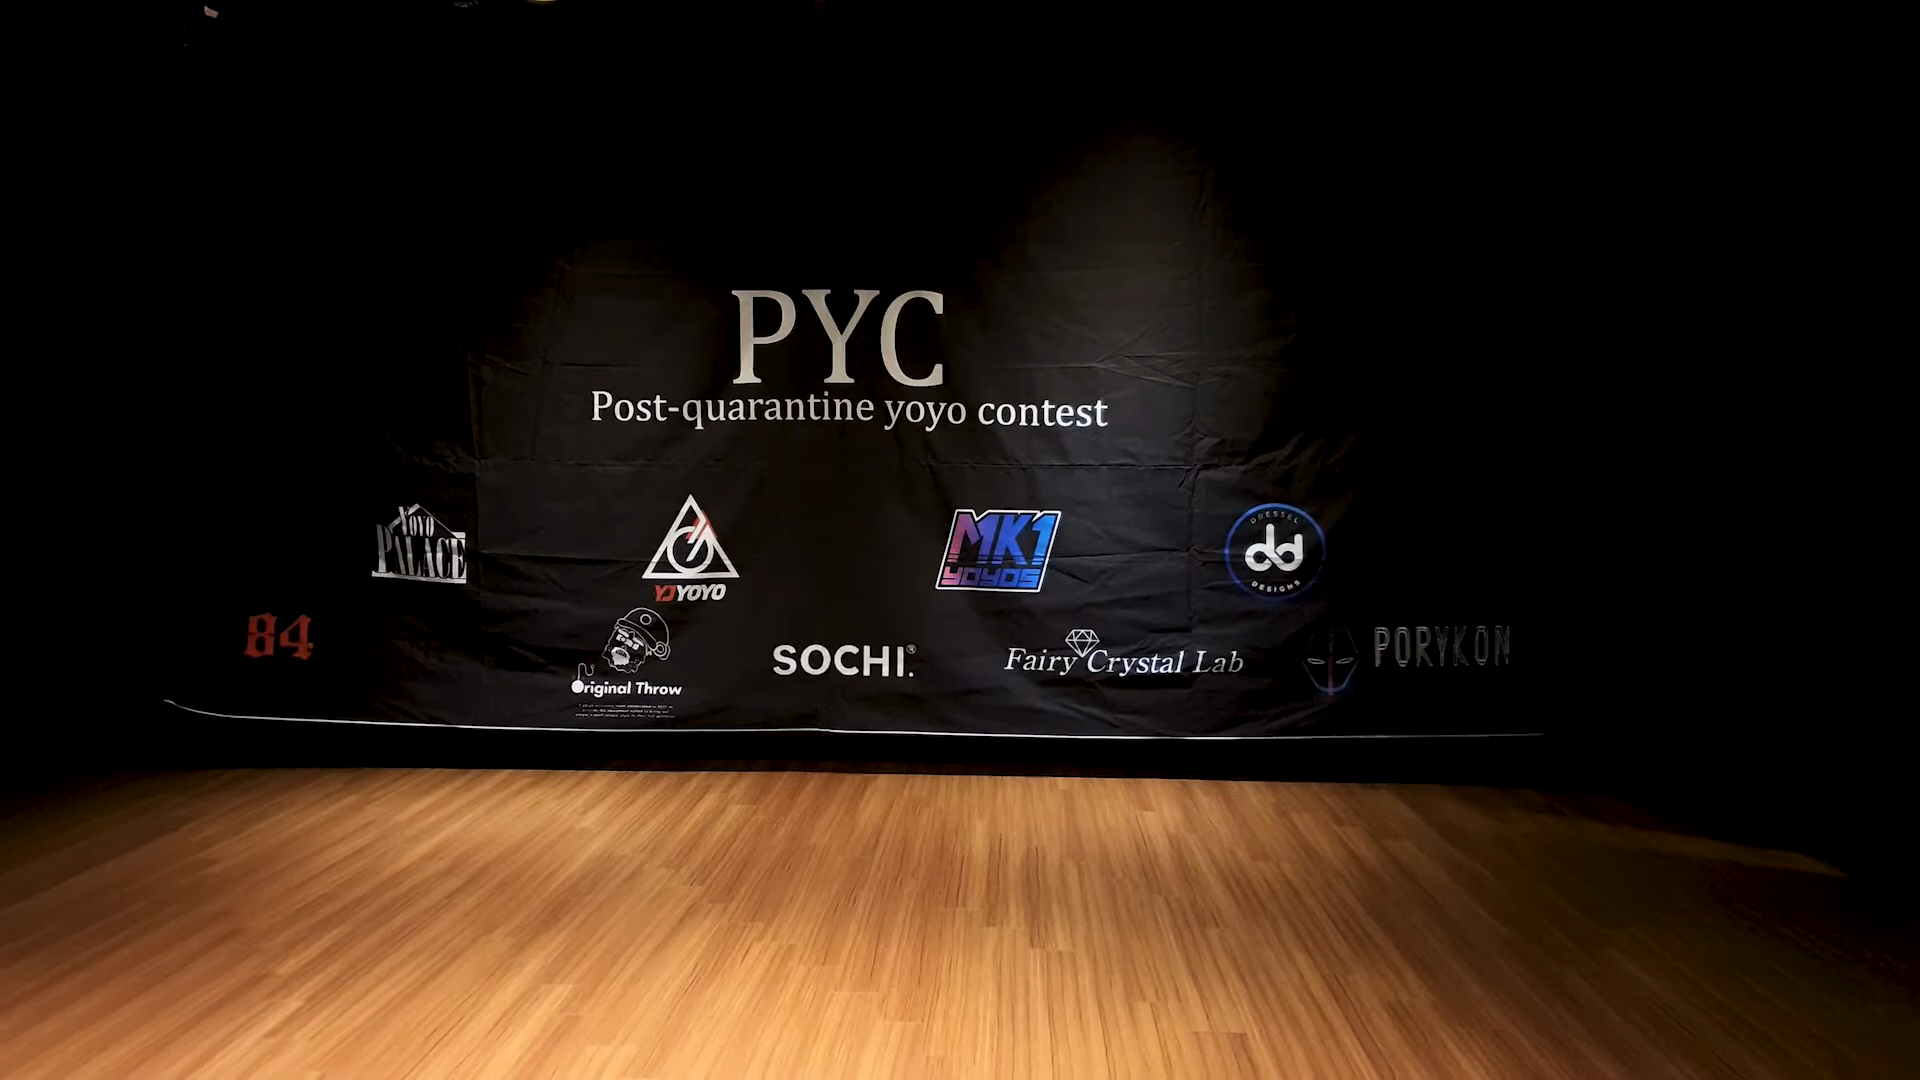 PYC
Post-quarantine yoyo contest
YOYO
PALACE
YJYOYO
MK1
YOYOS
DRESSEL
dd
DESIGNS
84
Original Throw
SOCHI®
Fairy Crystal Lab
PORYKON